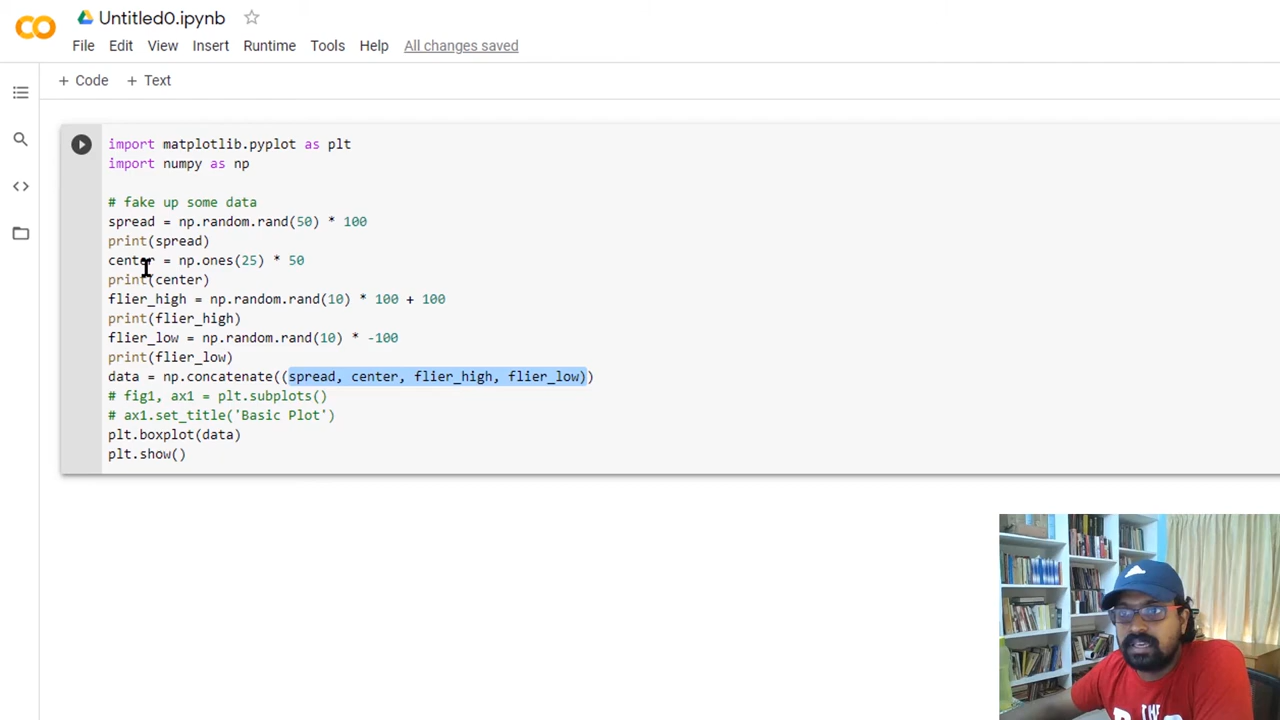 Untitled0.ipynb
File Edit View Insert Runtime Tools Help All changes saved
+ Code + Text
import matplotlib.pyplot as plt
import numpy as np
# fake up some data
spread = np.random.rand(50) * 100
print(spread)
center = np.ones(25) * 50
print(center)
flier_high = np.random.rand(10) * 100 + 100
print(flier_high)
flier_low = np.random.rand(10) * -100
print(flier_low)
data = np.concatenate((spread, center, flier_high, flier_low))
# fig1, ax1 = plt.subplots()
# ax1.set_title('Basic Plot')
plt.boxplot(data)
plt.show()
THE